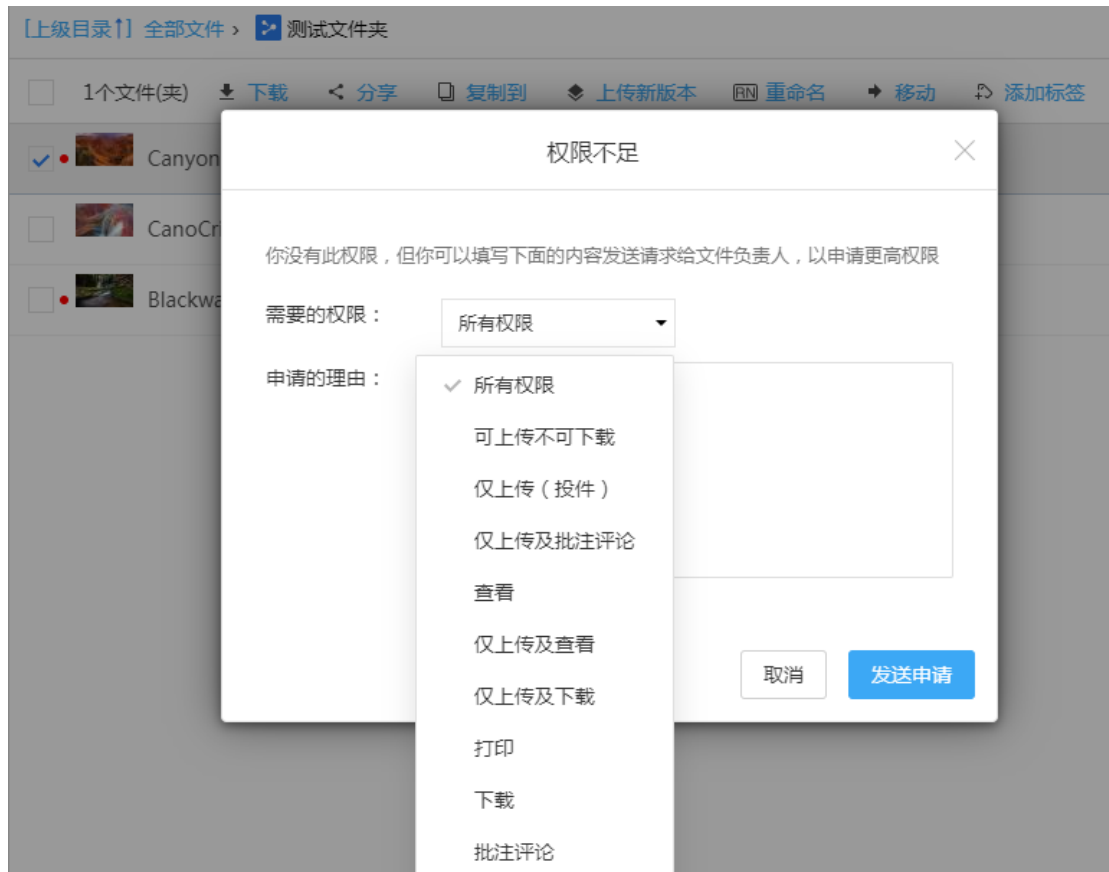 [上级目录↑] 全部文件 › 测试文件夹
1个文件(夹) 下载 分享 复制到 上传新版本 RN 重命名 移动 添加标签
权限不足
Canyon
CanoCri
Blackwa
你没有此权限，但你可以填写下面的内容发送请求给文件负责人，以申请更高权限
需要的权限： 所有权限
申请的理由：
所有权限
可上传不可下载
仅上传（投件）
仅上传及批注评论
查看
仅上传及查看
仅上传及下载
打印
下载
批注评论
取消 发送申请